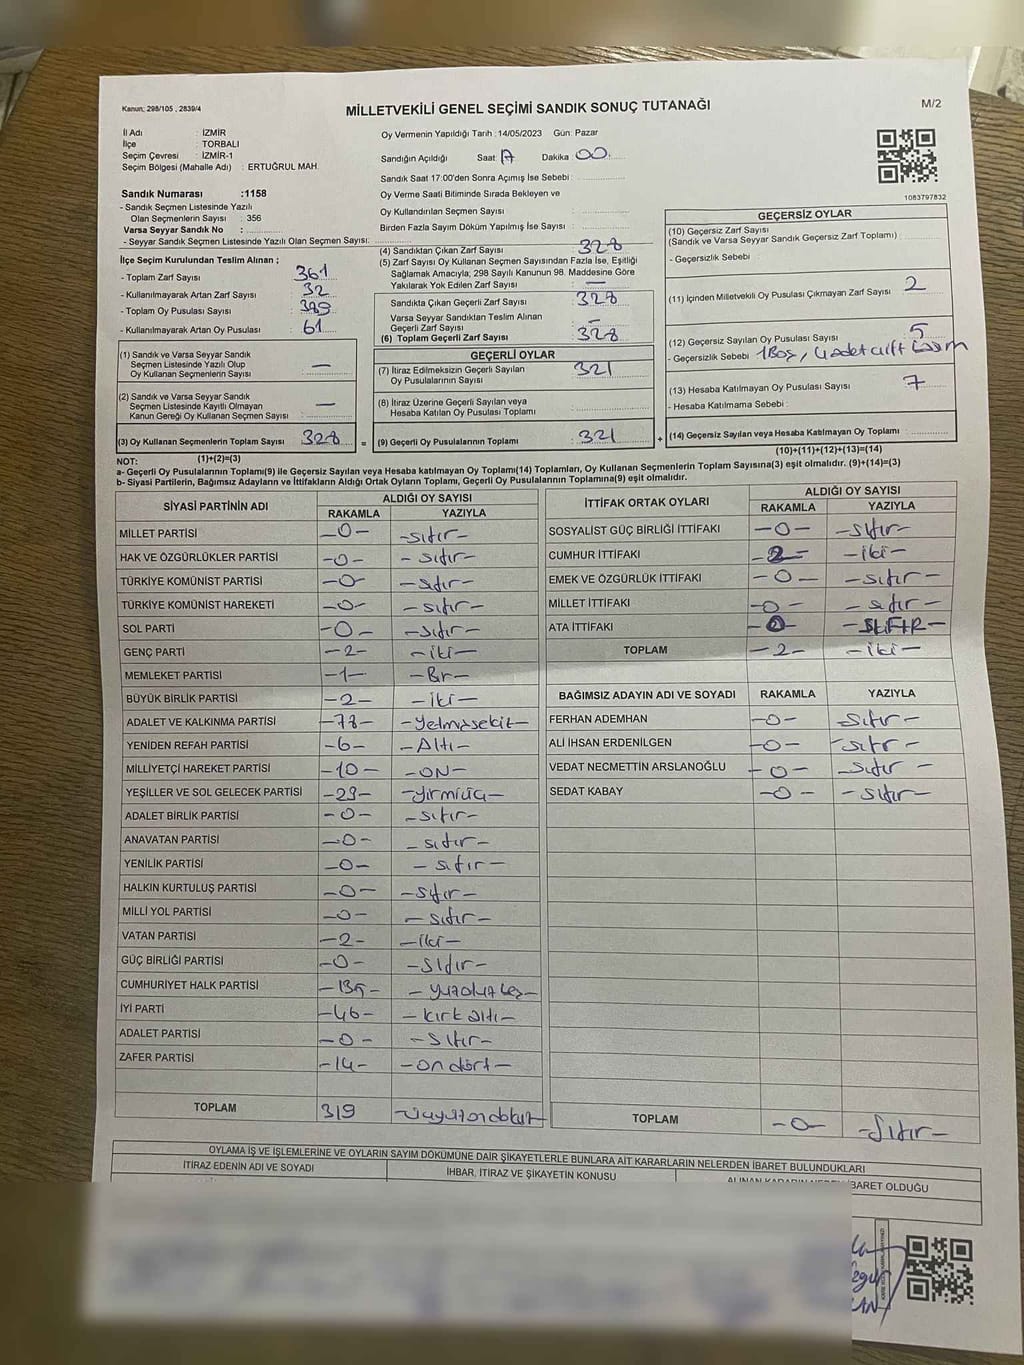 Kanun: 298/105 , 2839/4
MİLLETVEKİLİ GENEL SEÇİMİ SANDIK SONUÇ TUTANAĞI
M/2
İl Adı : İZMİR
İlçe : TORBALI
Seçim Çevresi : İZMİR-1
Seçim Bölgesi (Mahalle Adı) : ERTUĞRUL MAH.
Oy Vermenin Yapıldığı Tarih :14/05/2023 Gün: Pazar
Sandığın Açıldığı Saat 17 Dakika 00
Sandık Saat 17:00'den Sonra Açımış İse Sebebi :
Oy Verme Saati Bitiminde Sırada Bekleyen ve
Oy Kullandırılan Seçmen Sayısı :
Birden Fazla Sayım Döküm Yapılmış İse Sayısı :
1083797832
Sandık Numarası :1158
- Sandık Seçmen Listesinde Yazılı
Olan Seçmenlerin Sayısı : 356
Varsa Seyyar Sandık No :
- Seyyar Sandık Seçmen Listesinde Yazılı Olan Seçmen Sayısı:
İlçe Seçim Kurulundan Teslim Alınan ;
- Toplam Zarf Sayısı : 361
- Kullanılmayarak Artan Zarf Sayısı : 32
- Toplam Oy Pusulası Sayısı : 389
- Kullanılmayarak Artan Oy Pusulası : 61
(1) Sandık ve Varsa Seyyar Sandık
Seçmen Listesinde Yazılı Olup
Oy Kullanan Seçmenlerin Sayısı : —
(2) Sandık ve Varsa Seyyar Sandık
Seçmen Listesinde Kayıtlı Olmayan
Kanun Gereği Oy Kullanan Seçmen Sayısı : —
(3) Oy Kullanan Seçmenlerin Toplam Sayısı 328 =
(4) Sandıktan Çıkan Zarf Sayısı : 328
(5) Zarf Sayısı Oy Kullanan Seçmen Sayısından Fazla İse, Eşitliği
Sağlamak Amacıyla; 298 Sayılı Kanunun 98. Maddesine Göre
Yakılarak Yok Edilen Zarf Sayısı : —
Sandıkta Çıkan Geçerli Zarf Sayısı : 328
Varsa Seyyar Sandıktan Teslim Alınan
Geçerli Zarf Sayısı : —
(6) Toplam Geçerli Zarf Sayısı : 328
GEÇERLİ OYLAR
(7) İtiraz Edilmeksizin Geçerli Sayılan
Oy Pusulalarının Sayısı : 321
(8) İtiraz Üzerine Geçerli Sayılan veya
Hesaba Katılan Oy Pusulası Toplamı :
(9) Geçerli Oy Pusulalarının Toplamı : 321 +
GEÇERSİZ OYLAR
(10) Geçersiz Zarf Sayısı :
(Sandık ve Varsa Seyyar Sandık Geçersiz Zarf Toplamı)
- Geçersizlik Sebebi :
(11) İçinden Milletvekili Oy Pusulası Çıkmayan Zarf Sayısı : 2
(12) Geçersiz Sayılan Oy Pusulası Sayısı : 5
- Geçersizlik Sebebi : 1 Boş, 4 adet çift basım
(13) Hesaba Katılmayan Oy Pusulası Sayısı : 7
- Hesaba Katılmama Sebebi :
(14) Geçersiz Sayılan veya Hesaba Katılmayan Oy Toplamı :
NOT: (1)+(2)=(3)
(10)+(11)+(12)+(13)=(14)
a- Geçerli Oy Pusulalarının Toplamı(9) ile Geçersiz Sayılan veya Hesaba katılmayan Oy Toplamı(14) Toplamları, Oy Kullanan Seçmenlerin Toplam Sayısına(3) eşit olmalıdır. (9)+(14)=(3)
b- Siyasi Partilerin, Bağımsız Adayların ve İttifakların Aldığı Ortak Oyların Toplamı, Geçerli Oy Pusulalarının Toplamına(9) eşit olmalıdır.
SİYASİ PARTİNİN ADI ALDIĞI OY SAYISI
RAKAMLA YAZIYLA
MİLLET PARTİSİ -0- -sıfır-
HAK VE ÖZGÜRLÜKLER PARTİSİ -0- -sıfır-
TÜRKİYE KOMÜNİST PARTİSİ -0- -sıfır-
TÜRKİYE KOMÜNİST HAREKETİ -0- -sıfır-
SOL PARTİ -0- -sıfır-
GENÇ PARTİ -2- -iki-
MEMLEKET PARTİSİ -1- -Bir-
BÜYÜK BİRLİK PARTİSİ -2- -iki-
ADALET VE KALKINMA PARTİSİ -78- -yetmişsekiz-
YENİDEN REFAH PARTİSİ -6- -Altı-
MİLLİYETÇİ HAREKET PARTİSİ -10- -ON-
YEŞİLLER VE SOL GELECEK PARTİSİ -23- -yirmiüç-
ADALET BİRLİK PARTİSİ -0- -sıfır-
ANAVATAN PARTİSİ -0- -sıfır-
YENİLİK PARTİSİ -0- -sıfır-
HALKIN KURTULUŞ PARTİSİ -0- -sıfır-
MİLLİ YOL PARTİSİ -0- -sıfır-
VATAN PARTİSİ -2- -iki-
GÜÇ BİRLİĞİ PARTİSİ -0- -sıfır-
CUMHURİYET HALK PARTİSİ -135- -yüzotuzbeş-
İYİ PARTİ -46- -kırkaltı-
ADALET PARTİSİ -0- -sıfır-
ZAFER PARTİSİ -14- -on dört-
TOPLAM 319 -üçyüzondokuz-
İTTİFAK ORTAK OYLARI ALDIĞI OY SAYISI
RAKAMLA YAZIYLA
SOSYALİST GÜÇ BİRLİĞİ İTTİFAKI -0- -sıfır-
CUMHUR İTTİFAKI -2- -iki-
EMEK VE ÖZGÜRLÜK İTTİFAKI -0- -sıfır-
MİLLET İTTİFAKI -0- -sıfır-
ATA İTTİFAKI -0- -SIFIR-
TOPLAM -2- -iki-
BAĞIMSIZ ADAYIN ADI VE SOYADI RAKAMLA YAZIYLA
FERHAN ADEMHAN -0- -sıfır-
ALİ İHSAN ERDENİLGEN -0- -sıfır-
VEDAT NECMETTİN ARSLANOĞLU -0- -sıfır-
SEDAT KABAY -0- -sıfır-
TOPLAM -0- -sıfır-
OYLAMA İŞ VE İŞLEMLERİNE VE OYLARIN SAYIM DÖKÜMÜNE DAİR ŞİKAYETLERLE BUNLARA AİT KARARLARIN NELERDEN İBARET BULUNDUKLARI
İTİRAZ EDENİN ADI VE SOYADI İHBAR, İTİRAZ VE ŞİKAYETİN KONUSU İBARET OLDUĞU